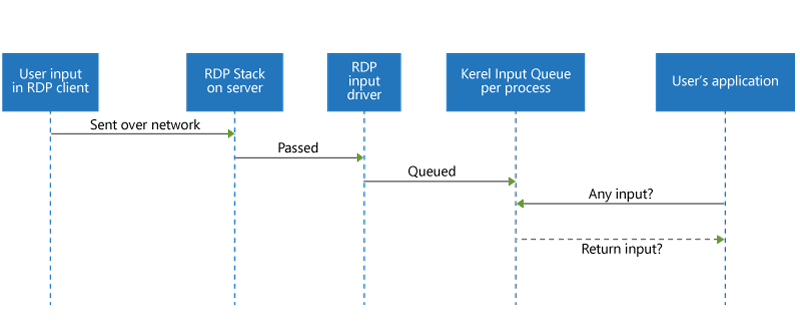 User input
in RDP client
RDP Stack
on server
RDP
input
driver
Kerel Input Queue
per process
User's application
Sent over network
Passed
Queued
Any input?
Return input?